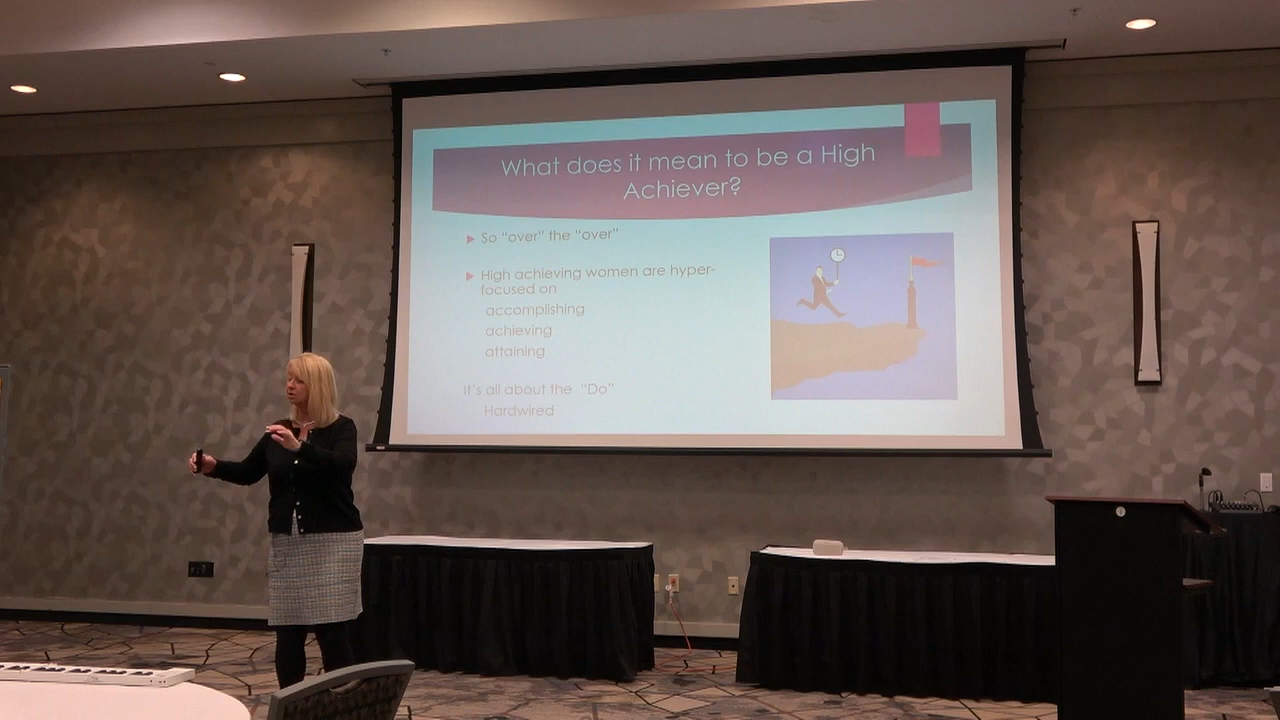 What does it mean to be a High
Achiever?
So “over” the “over”
High achieving women are hyper-
focused on
accomplishing
achieving
attaining
It’s all about the “Do”
Hardwired